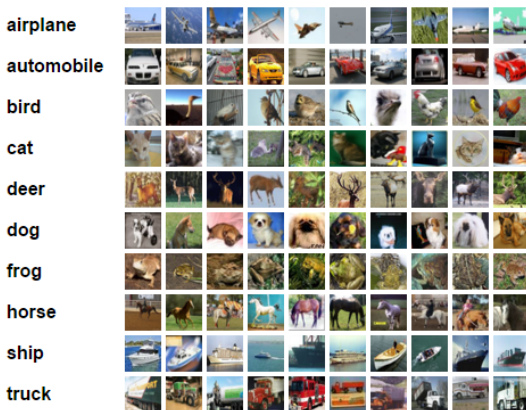 airplane
automobile
bird
cat
deer
dog
frog
horse
ship
truck